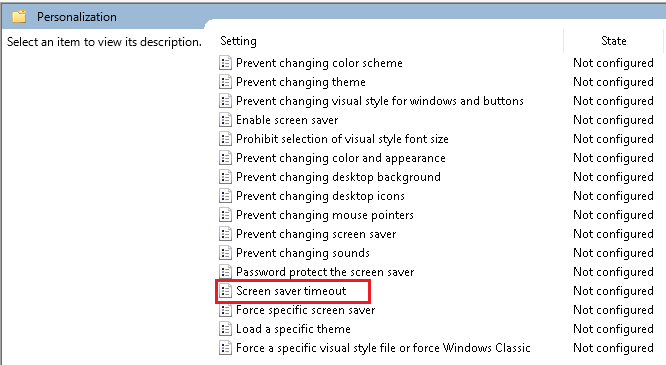 Personalization
Select an item to view its description.
Setting State
Prevent changing color scheme Not configured
Prevent changing theme Not configured
Prevent changing visual style for windows and buttons Not configured
Enable screen saver Not configured
Prohibit selection of visual style font size Not configured
Prevent changing color and appearance Not configured
Prevent changing desktop background Not configured
Prevent changing desktop icons Not configured
Prevent changing mouse pointers Not configured
Prevent changing screen saver Not configured
Prevent changing sounds Not configured
Password protect the screen saver Not configured
Screen saver timeout Not configured
Force specific screen saver Not configured
Load a specific theme Not configured
Force a specific visual style file or force Windows Classic Not configured